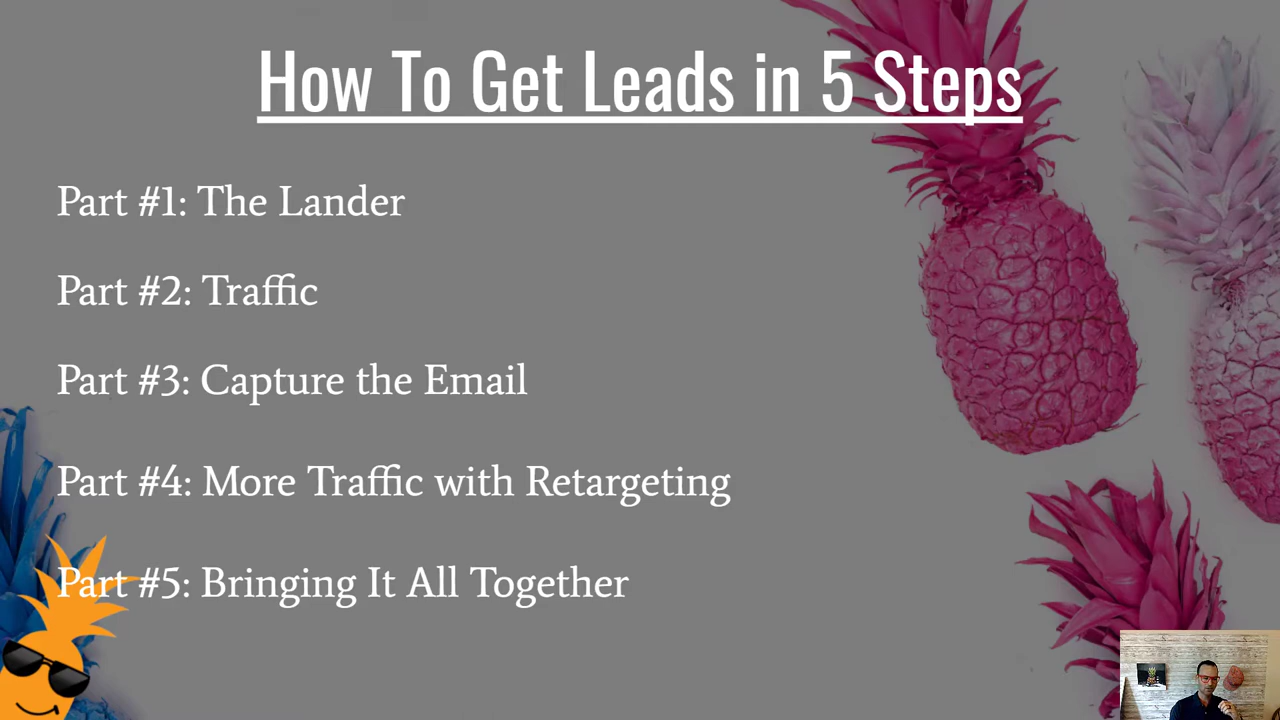 How To Get Leads in 5 Steps
Part #1: The Lander
Part #2: Traffic
Part #3: Capture the Email
Part #4: More Traffic with Retargeting
Part #5: Bringing It All Together